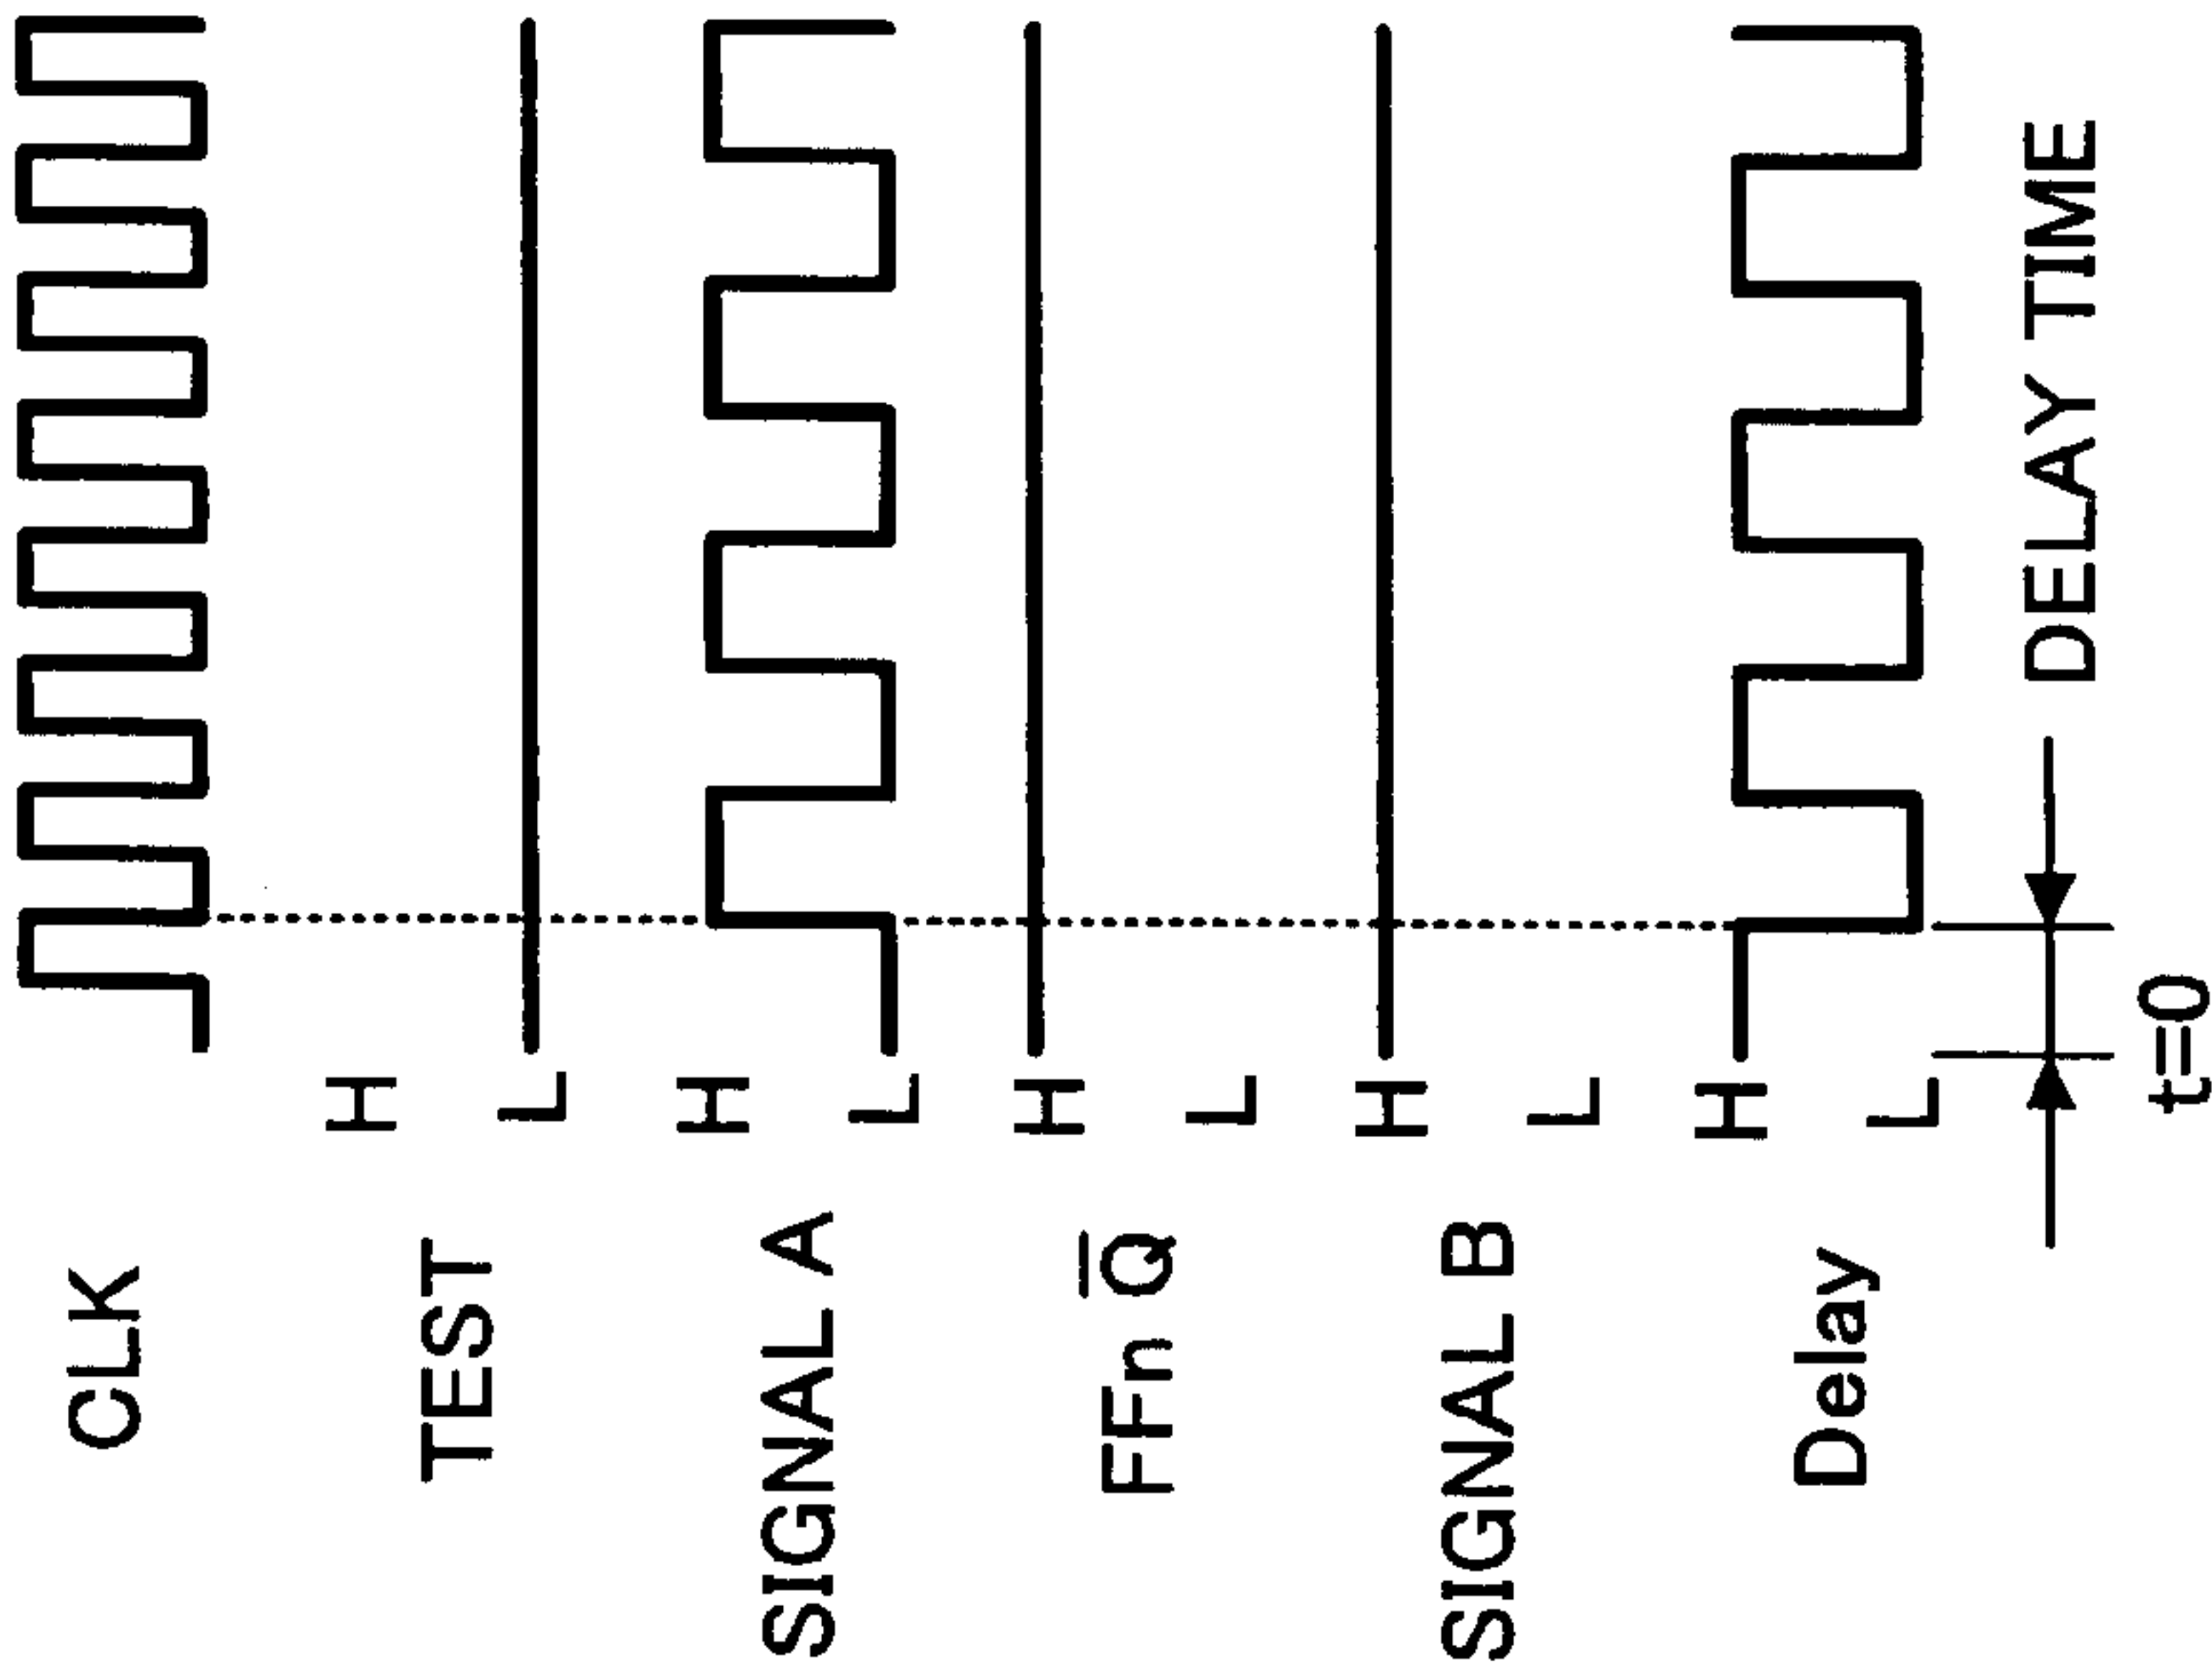 CLK
H
TEST
L
H
SIGNAL A
L
H
FFn Q̅
L
H
SIGNAL B
L
H
Delay
L
DELAY TIME
t=0